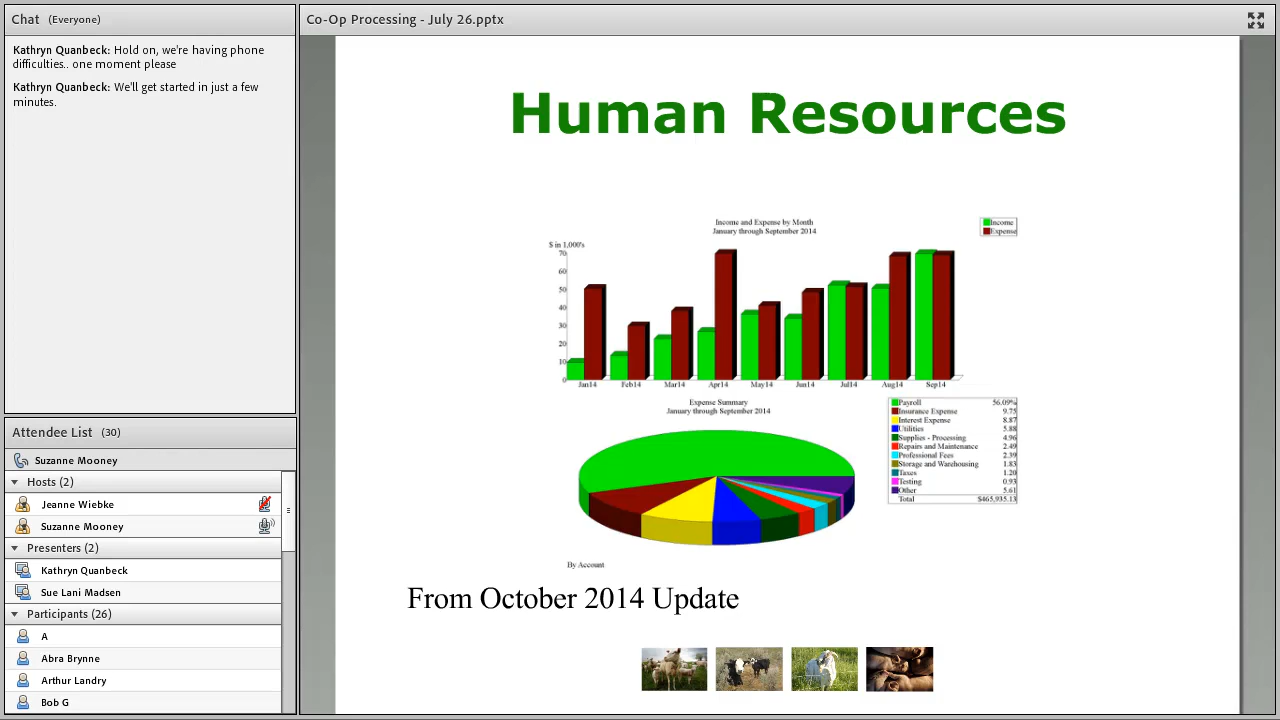 Chat (Everyone)
Kathryn Quanbeck: Hold on, we're having phone
difficulties.. one moment please
Kathryn Quanbeck: We'll get started in just a few
minutes.
Attendee List (30)
Suzanne Mooney
Hosts (2)
Jeane Wiebke
Suzanne Mooney
Presenters (2)
Kathryn Quanbeck
Sue Lani Madsen
Participants (26)
A
Abra Brynne
Arthur Landry
Bob G
Co-Op Processing - July 26.pptx
Human Resources
Income and Expense by Month
January through September 2014
Income
Expense
$ in 1,000's
70
60
50
40
30
20
10
0
Jan14 Feb14 Mar14 Apr14 May14 Jun14 Jul14 Aug14 Sep14
Expense Summary
January through September 2014
Payroll 56.09%
Insurance Expense 9.75
Interest Expense 8.87
Utilities 5.88
Supplies - Processing 4.96
Repairs and Maintenance 2.49
Professional Fees 2.39
Storage and Warehousing 1.83
Taxes 1.20
Testing 0.93
Other 5.61
Total $465,935.13
By Account
From October 2014 Update